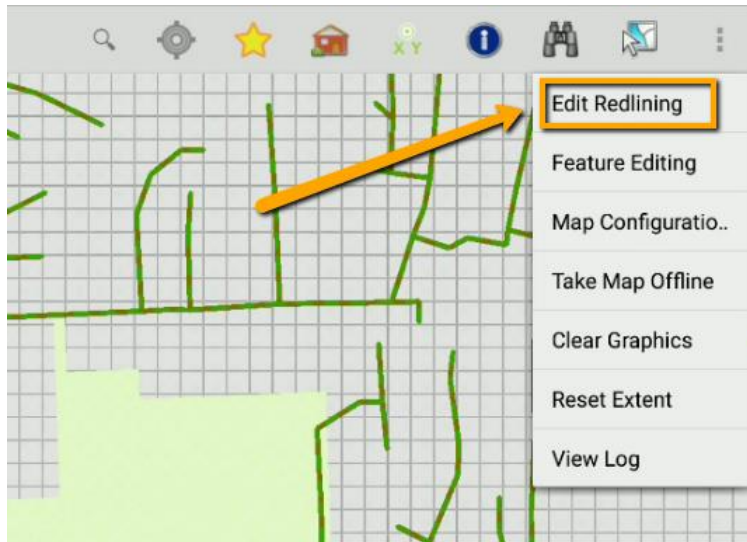 X Y
Edit Redlining
Feature Editing
Map Configuratio..
Take Map Offline
Clear Graphics
Reset Extent
View Log